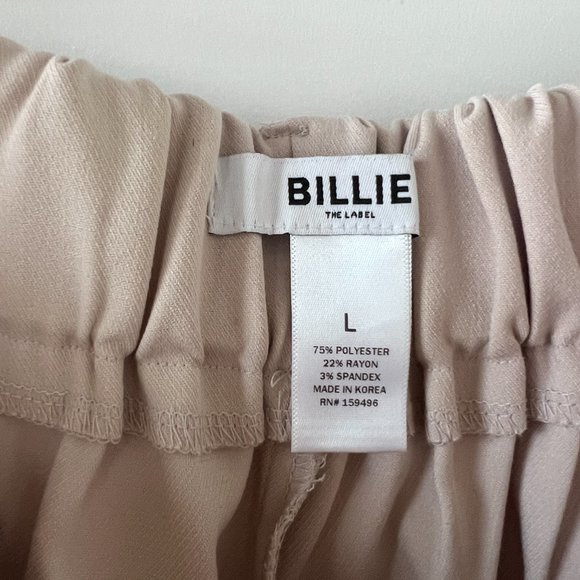 BILLIE
THE LABEL
L
75% POLYESTER
22% RAYON
3% SPANDEX
MADE IN KOREA
RN# 159496